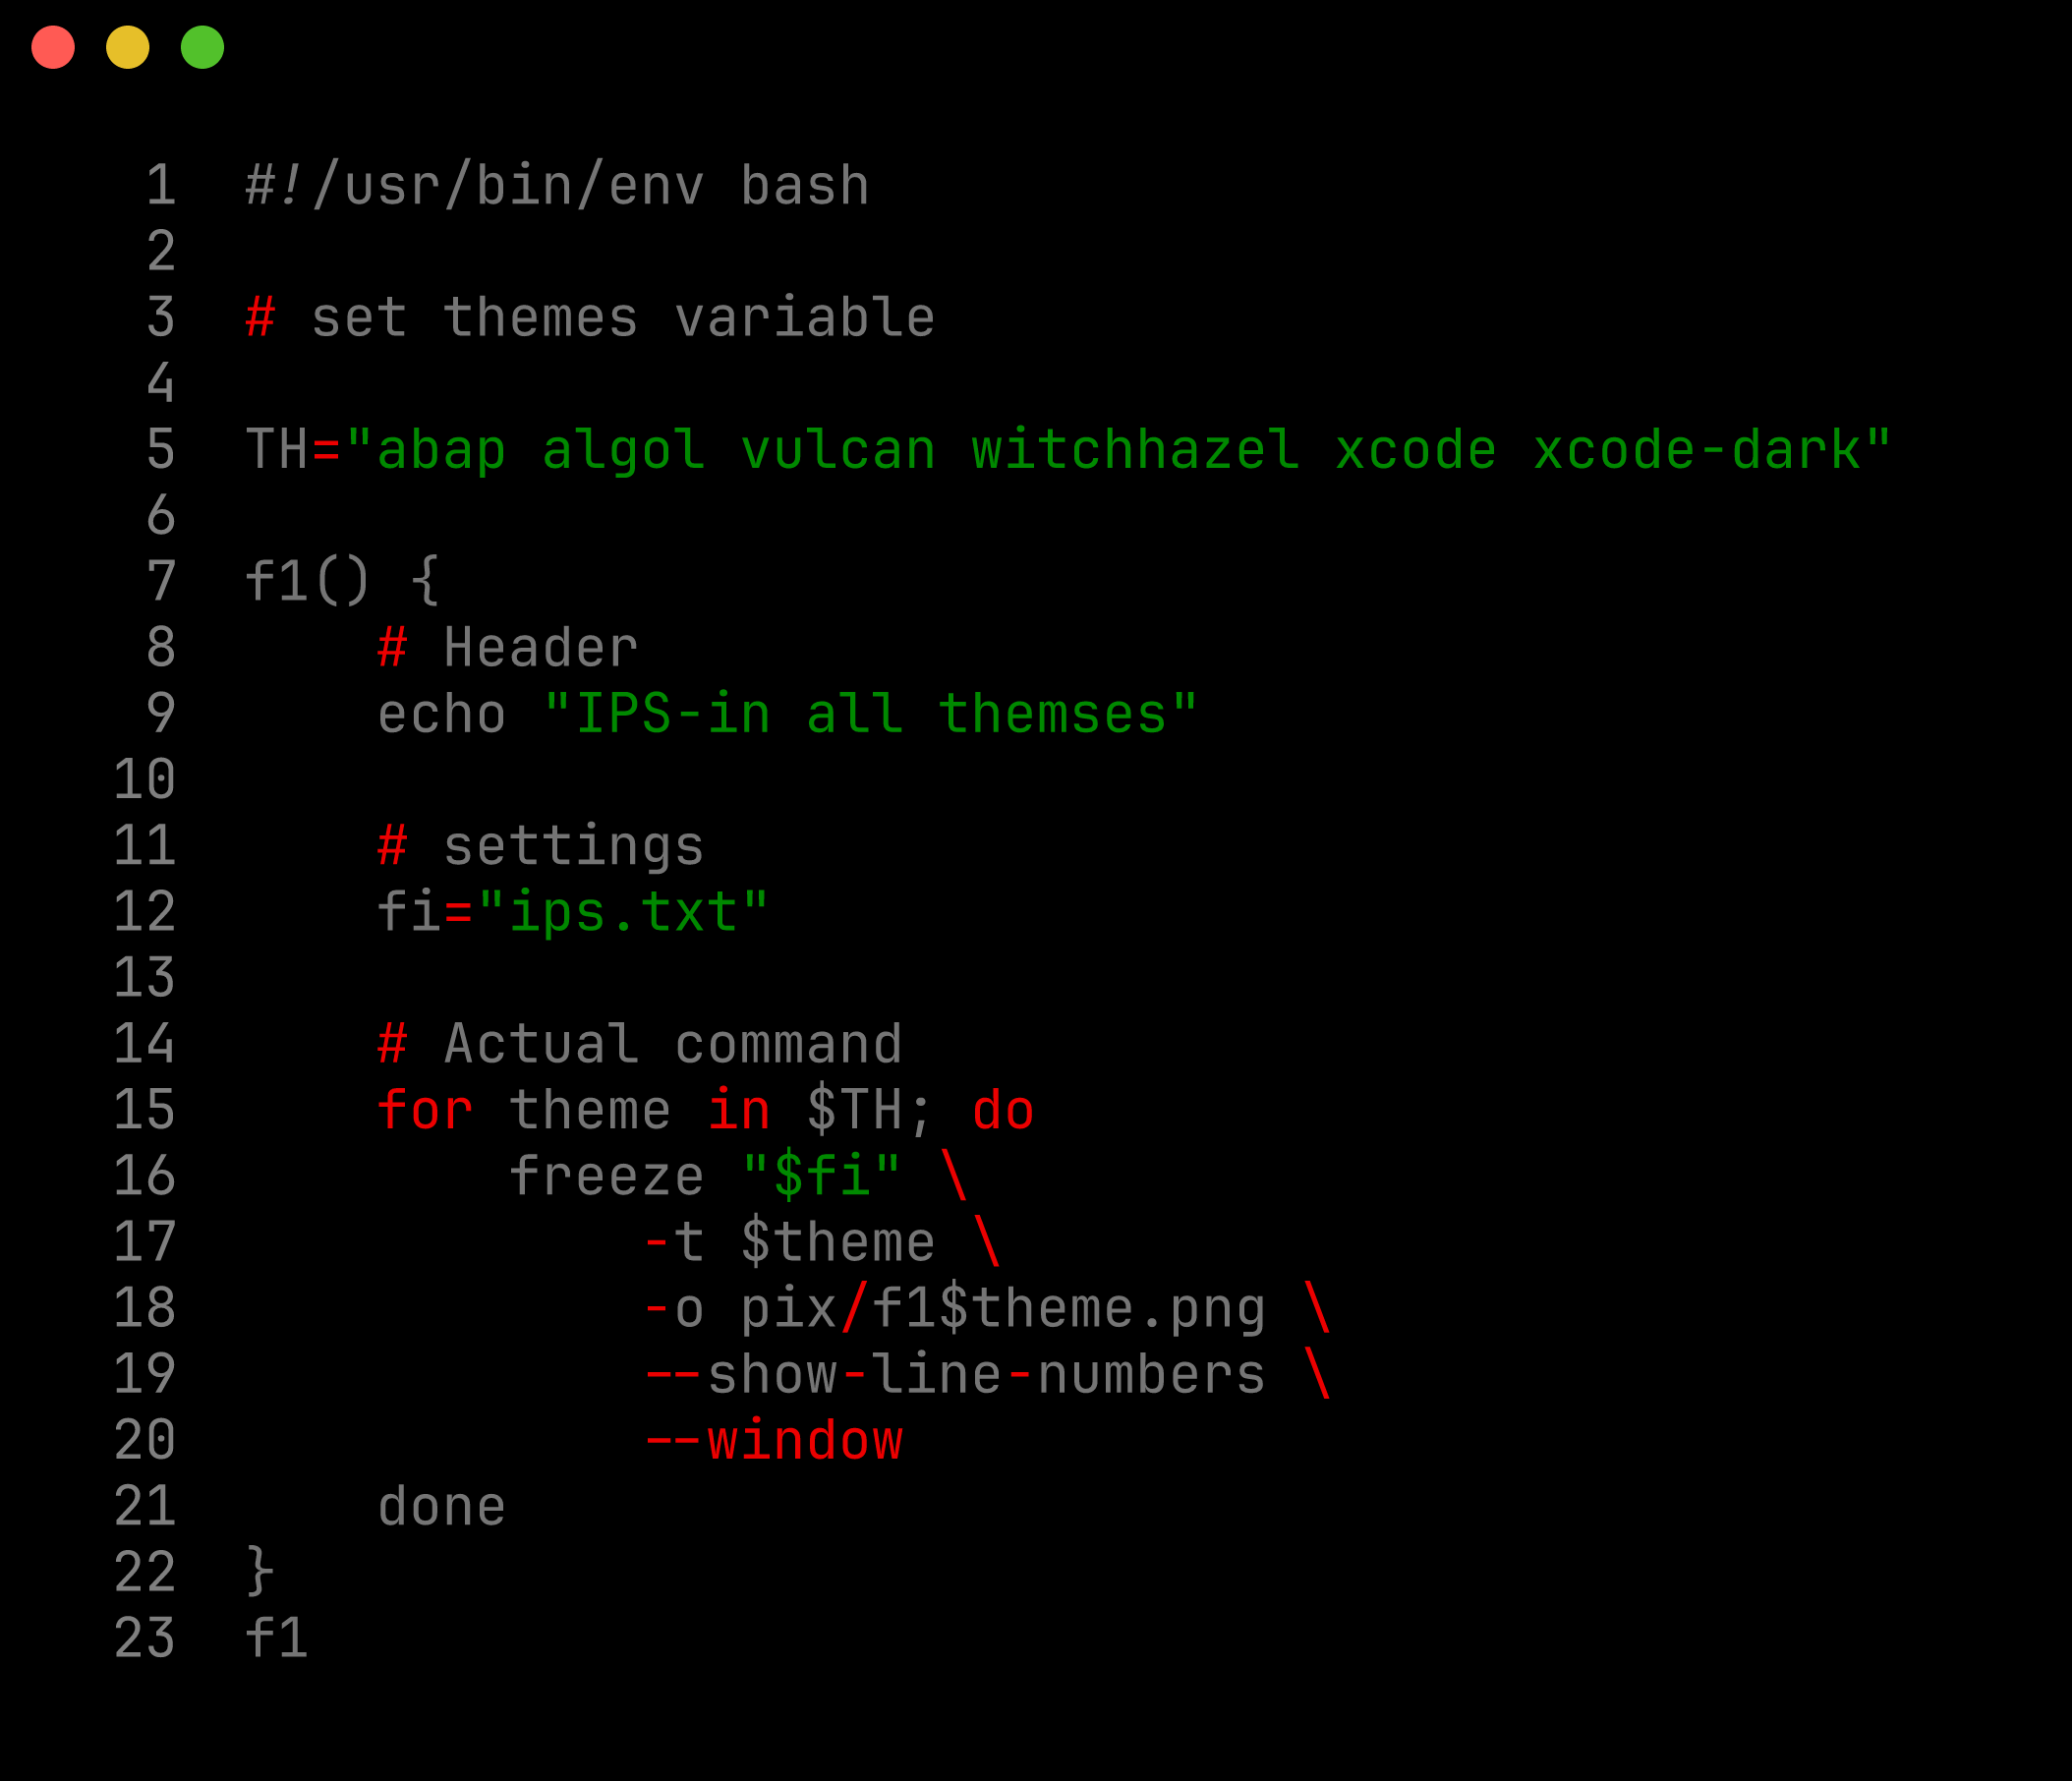 1 #!/usr/bin/env bash
2
3 # set themes variable
4
5 TH="abap algol vulcan witchhazel xcode xcode-dark"
6
7 f1() {
8     # Header
9     echo "IPS-in all themses"
10
11     # settings
12     fi="ips.txt"
13
14     # Actual command
15     for theme in $TH; do
16         freeze "$fi" \
17             -t $theme \
18             -o pix/f1$theme.png \
19             --show-line-numbers \
20             --window
21     done
22 }
23 f1